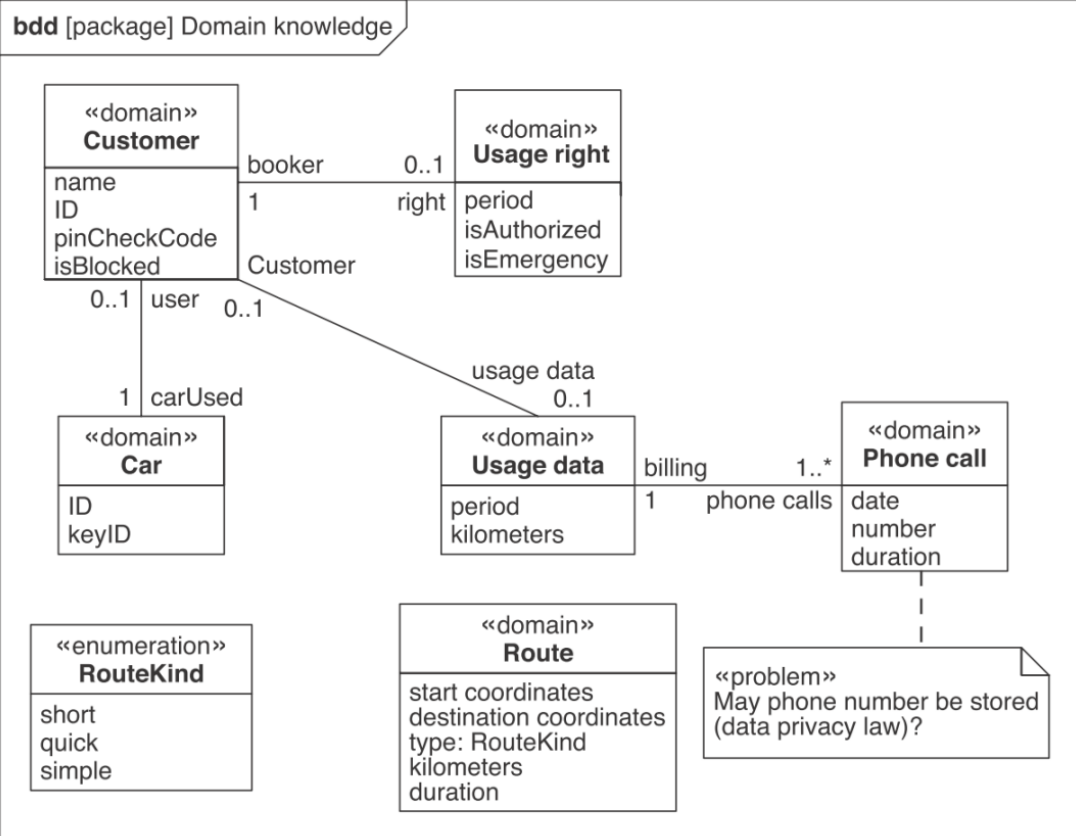 bdd [package] Domain knowledge
«domain»
Customer
name
ID
pinCheckCode
isBlocked
booker
1
0..1
right
«domain»
Usage right
period
isAuthorized
isEmergency
Customer
0..1
0..1
user
1
carUsed
usage data
0..1
«domain»
Car
ID
keyID
«domain»
Usage data
period
kilometers
billing
1
1..*
phone calls
«domain»
Phone call
date
number
duration
«enumeration»
RouteKind
short
quick
simple
«domain»
Route
start coordinates
destination coordinates
type: RouteKind
kilometers
duration
«problem»
May phone number be stored
(data privacy law)?